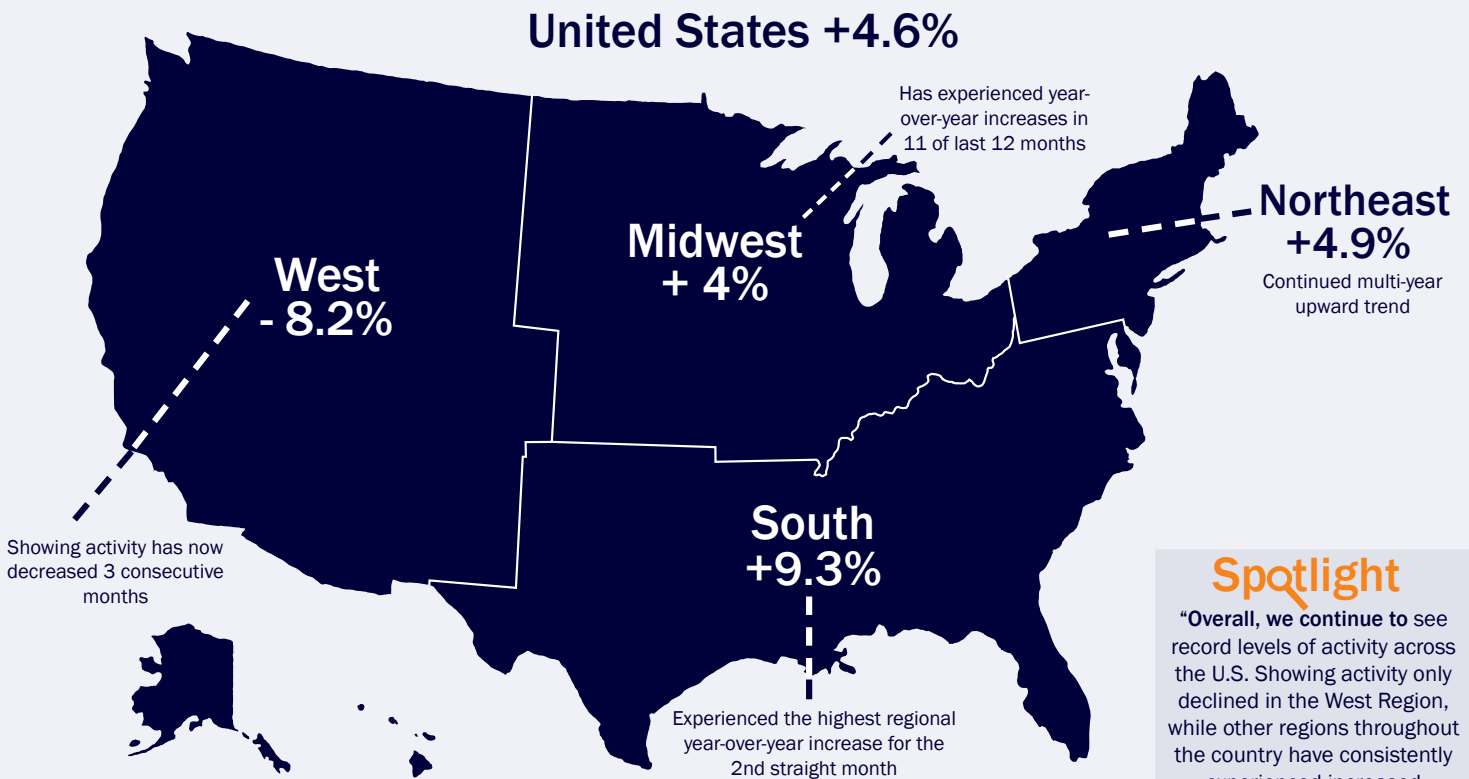 United States +4.6%
Has experienced year-
over-year increases in
11 of last 12 months
Northeast
+4.9%
Continued multi-year
upward trend
Midwest
+ 4%
West
- 8.2%
Showing activity has now
decreased 3 consecutive
months
South
+9.3%
Experienced the highest regional
year-over-year increase for the
2nd straight month
Spotlight
“Overall, we continue to see
record levels of activity across
the U.S. Showing activity only
declined in the West Region,
while other regions throughout
the country have consistently
experienced increased